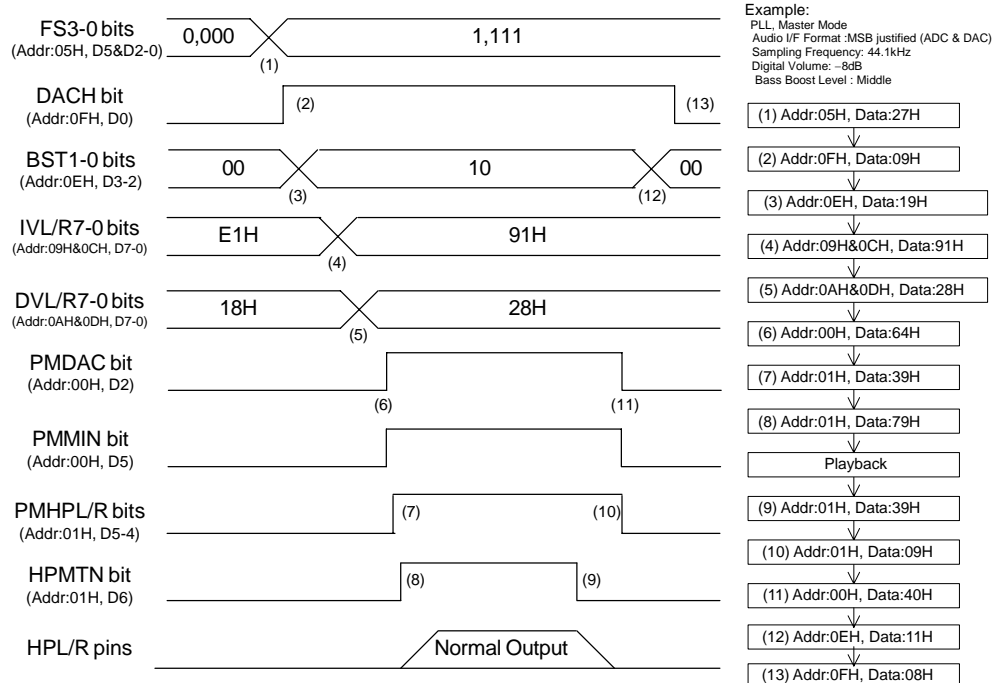 FS3-0 bits
(Addr:05H, D5&D2-0)
0,000
1,111
(1)
DACH bit
(Addr:0FH, D0)
(2)
(13)
BST1-0 bits
(Addr:0EH, D3-2)
00
10
00
(3)
(12)
IVL/R7-0 bits
(Addr:09H&0CH, D7-0)
E1H
91H
(4)
DVL/R7-0 bits
(Addr:0AH&0DH, D7-0)
18H
28H
(5)
PMDAC bit
(Addr:00H, D2)
(6)
(11)
PMMIN bit
(Addr:00H, D5)
PMHPL/R bits
(Addr:01H, D5-4)
(7)
(10)
HPMTN bit
(Addr:01H, D6)
(8)
(9)
HPL/R pins
Normal Output
Example:
PLL, Master Mode
Audio I/F Format :MSB justified (ADC & DAC)
Sampling Frequency: 44.1kHz
Digital Volume: −8dB
Bass Boost Level : Middle
(1) Addr:05H, Data:27H
(2) Addr:0FH, Data:09H
(3) Addr:0EH, Data:19H
(4) Addr:09H&0CH, Data:91H
(5) Addr:0AH&0DH, Data:28H
(6) Addr:00H, Data:64H
(7) Addr:01H, Data:39H
(8) Addr:01H, Data:79H
Playback
(9) Addr:01H, Data:39H
(10) Addr:01H, Data:09H
(11) Addr:00H, Data:40H
(12) Addr:0EH, Data:11H
(13) Addr:0FH, Data:08H